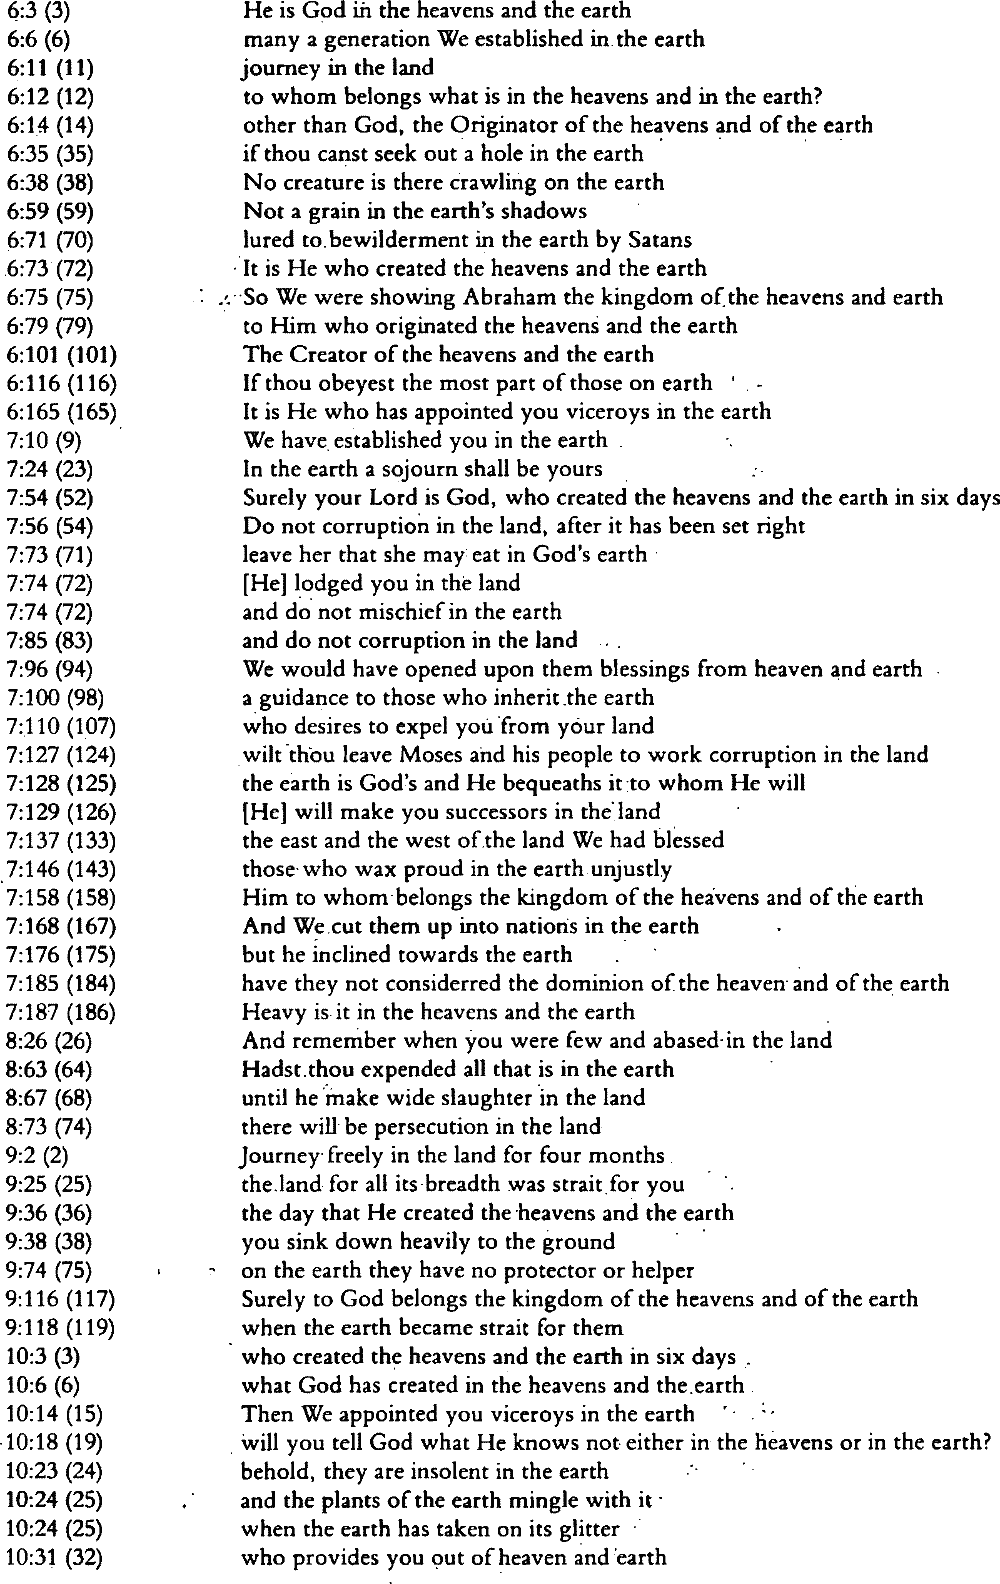 6:3 (3) He is God in the heavens and the earth
6:6 (6) many a generation We established in the earth
6:11 (11) journey in the land
6:12 (12) to whom belongs what is in the heavens and in the earth?
6:14 (14) other than God, the Originator of the heavens and of the earth
6:35 (35) if thou canst seek out a hole in the earth
6:38 (38) No creature is there crawling on the earth
6:59 (59) Not a grain in the earth's shadows
6:71 (70) lured to bewilderment in the earth by Satans
6:73 (72) It is He who created the heavens and the earth
6:75 (75) So We were showing Abraham the kingdom of the heavens and earth
6:79 (79) to Him who originated the heavens and the earth
6:101 (101) The Creator of the heavens and the earth
6:116 (116) If thou obeyest the most part of those on earth
6:165 (165) It is He who has appointed you viceroys in the earth
7:10 (9) We have established you in the earth
7:24 (23) In the earth a sojourn shall be yours
7:54 (52) Surely your Lord is God, who created the heavens and the earth in six days
7:56 (54) Do not corruption in the land, after it has been set right
7:73 (71) leave her that she may eat in God's earth
7:74 (72) [He] lodged you in the land
7:74 (72) and do not mischief in the earth
7:85 (83) and do not corruption in the land
7:96 (94) We would have opened upon them blessings from heaven and earth
7:100 (98) a guidance to those who inherit the earth
7:110 (107) who desires to expel you from your land
7:127 (124) wilt thou leave Moses and his people to work corruption in the land
7:128 (125) the earth is God's and He bequeaths it to whom He will
7:129 (126) [He] will make you successors in the land
7:137 (133) the east and the west of the land We had blessed
7:146 (143) those who wax proud in the earth unjustly
7:158 (158) Him to whom belongs the kingdom of the heavens and of the earth
7:168 (167) And We cut them up into nations in the earth
7:176 (175) but he inclined towards the earth
7:185 (184) have they not considerred the dominion of the heaven and of the earth
7:187 (186) Heavy is it in the heavens and the earth
8:26 (26) And remember when you were few and abased in the land
8:63 (64) Hadst thou expended all that is in the earth
8:67 (68) until he make wide slaughter in the land
8:73 (74) there will be persecution in the land
9:2 (2) Journey freely in the land for four months
9:25 (25) the land for all its breadth was strait for you
9:36 (36) the day that He created the heavens and the earth
9:38 (38) you sink down heavily to the ground
9:74 (75) on the earth they have no protector or helper
9:116 (117) Surely to God belongs the kingdom of the heavens and of the earth
9:118 (119) when the earth became strait for them
10:3 (3) who created the heavens and the earth in six days
10:6 (6) what God has created in the heavens and the earth
10:14 (15) Then We appointed you viceroys in the earth
10:18 (19) will you tell God what He knows not either in the heavens or in the earth?
10:23 (24) behold, they are insolent in the earth
10:24 (25) and the plants of the earth mingle with it
10:24 (25) when the earth has taken on its glitter
10:31 (32) who provides you out of heaven and earth